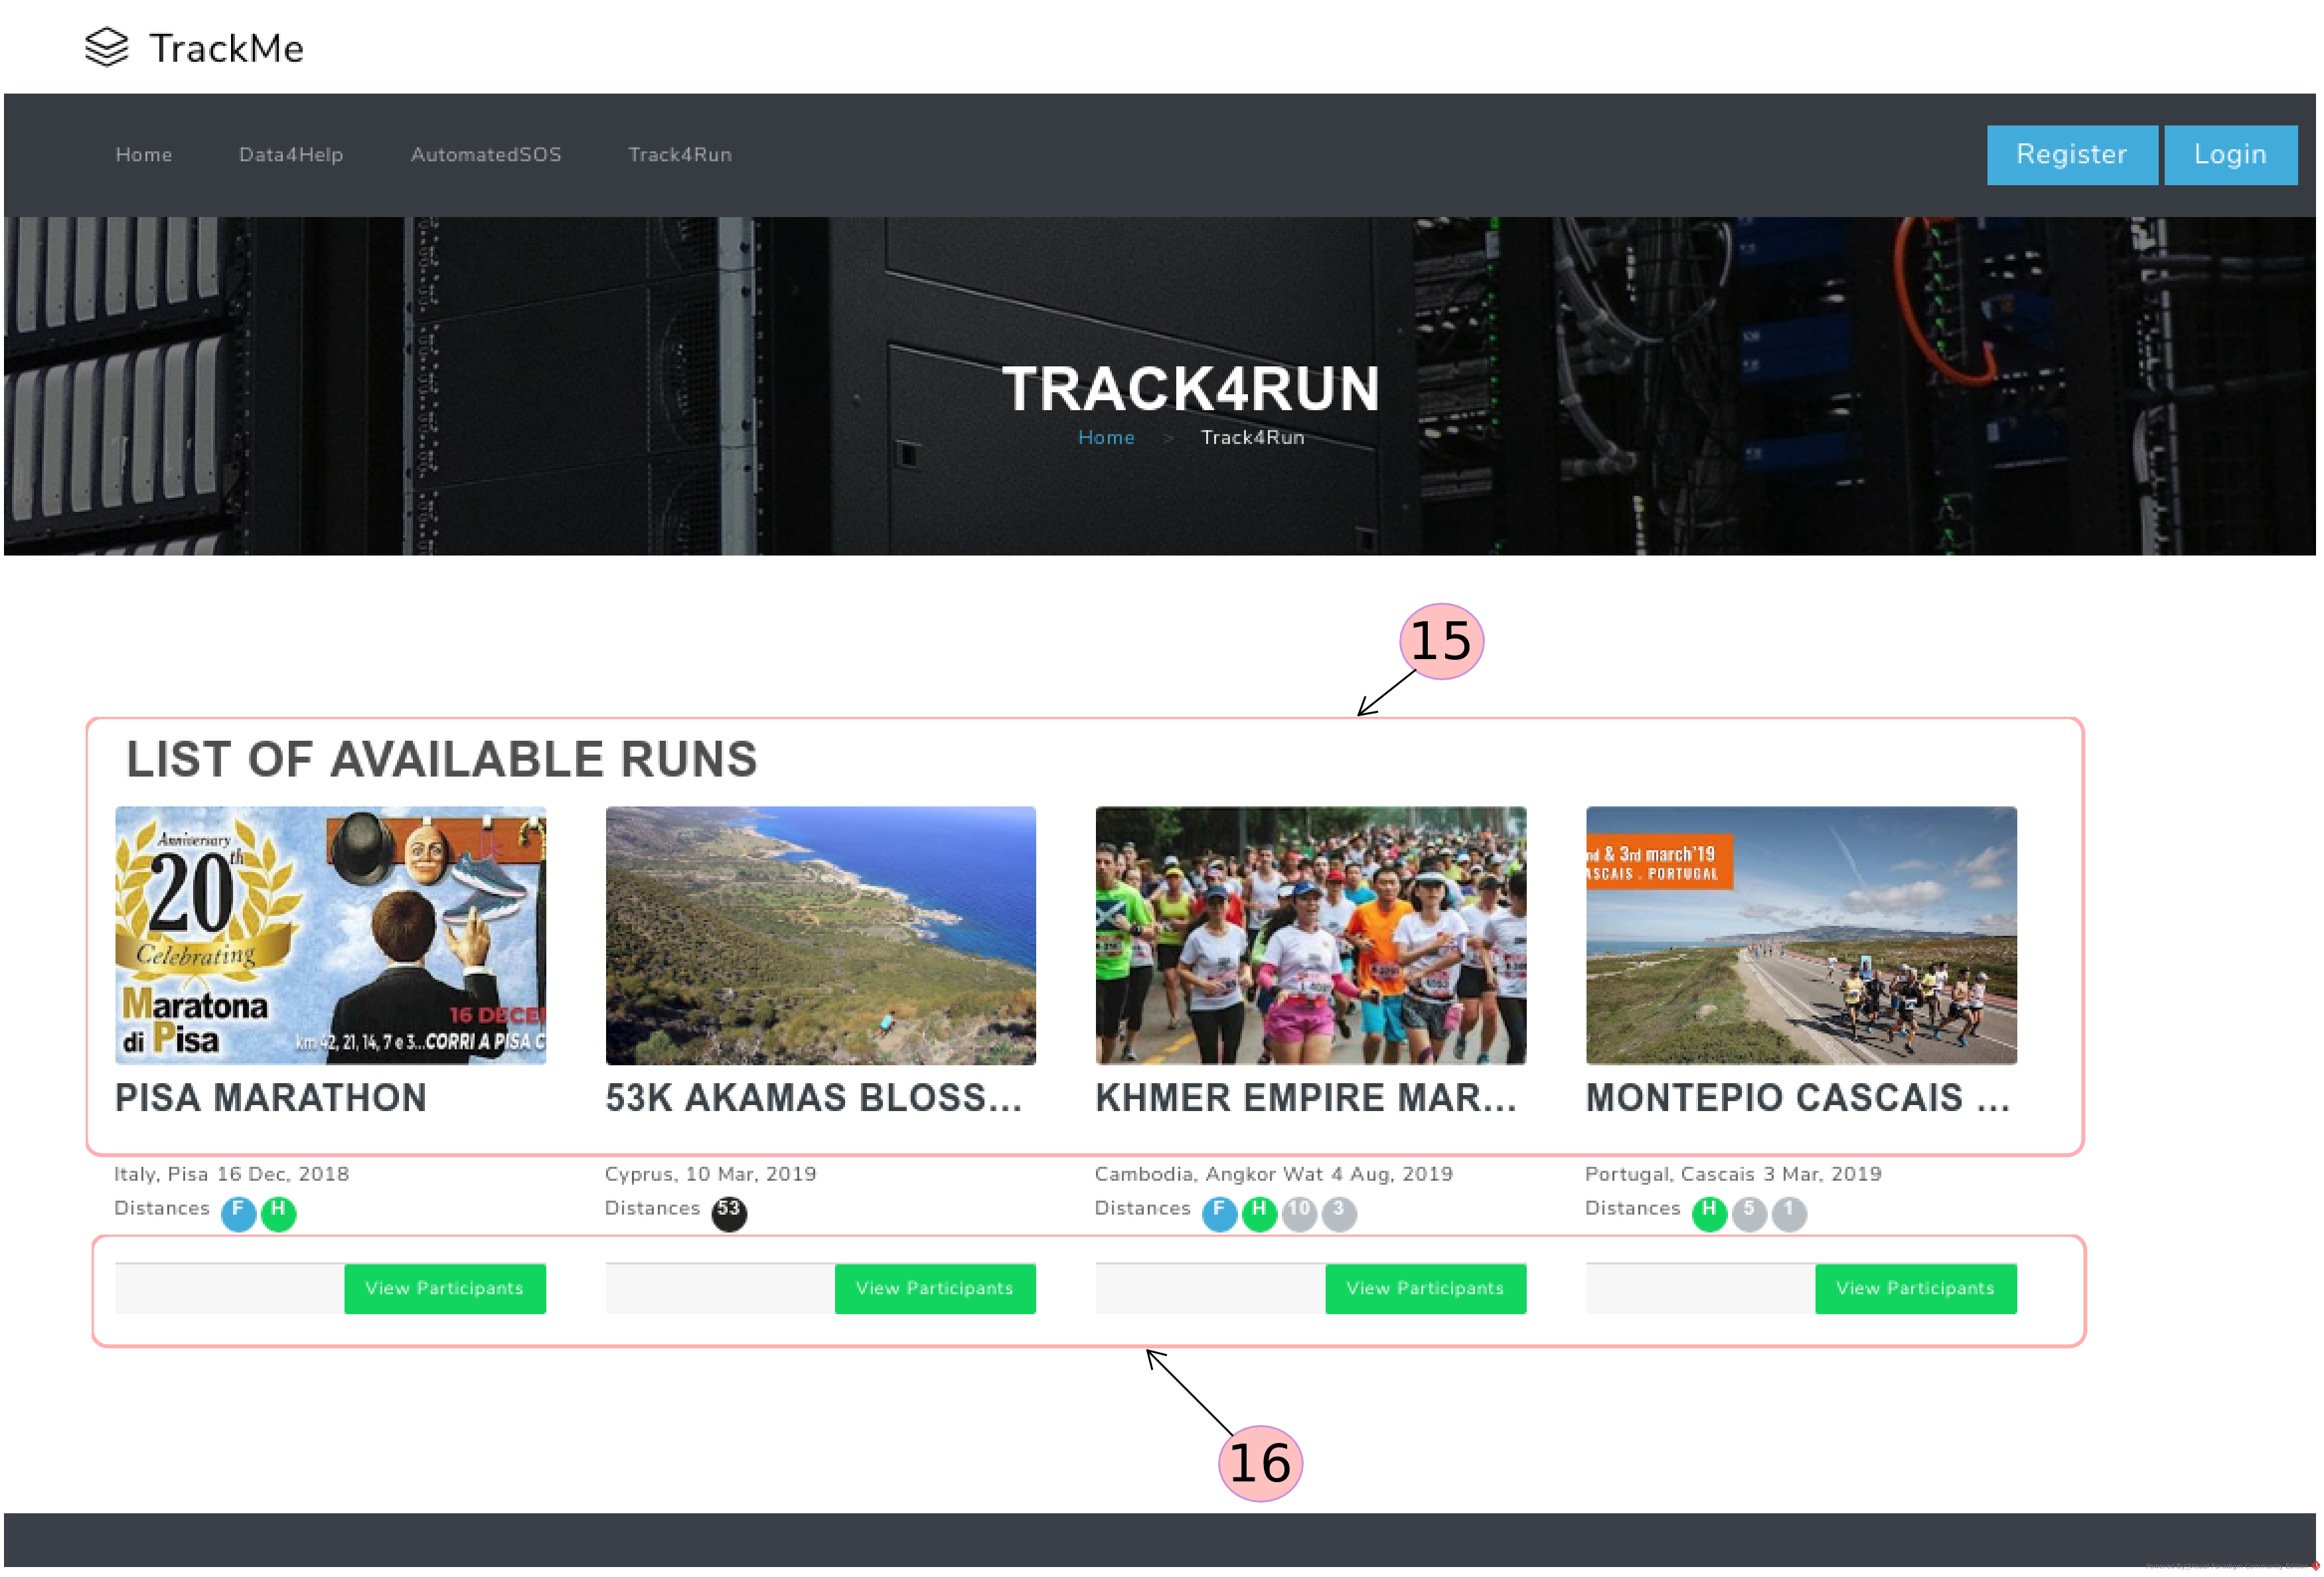 TrackMe
Home Data4Help AutomatedSOS Track4Run Register Login
TRACK4RUN
Home > Track4Run
15
LIST OF AVAILABLE RUNS
Anniversary
20th
Celebrating
Maratona
di Pisa
16 DECE
km 42, 21, 14, 7 e 3...CORRI A PISA C
nd & 3rd march'19
ASCAIS . PORTUGAL
PISA MARATHON 53K AKAMAS BLOSS... KHMER EMPIRE MAR... MONTEPIO CASCAIS ...
Italy, Pisa 16 Dec, 2018 Cyprus, 10 Mar, 2019 Cambodia, Angkor Wat 4 Aug, 2019 Portugal, Cascais 3 Mar, 2019
Distances F H Distances 53 Distances F H 10 3 Distances H 5 1
View Participants View Participants View Participants View Participants
16